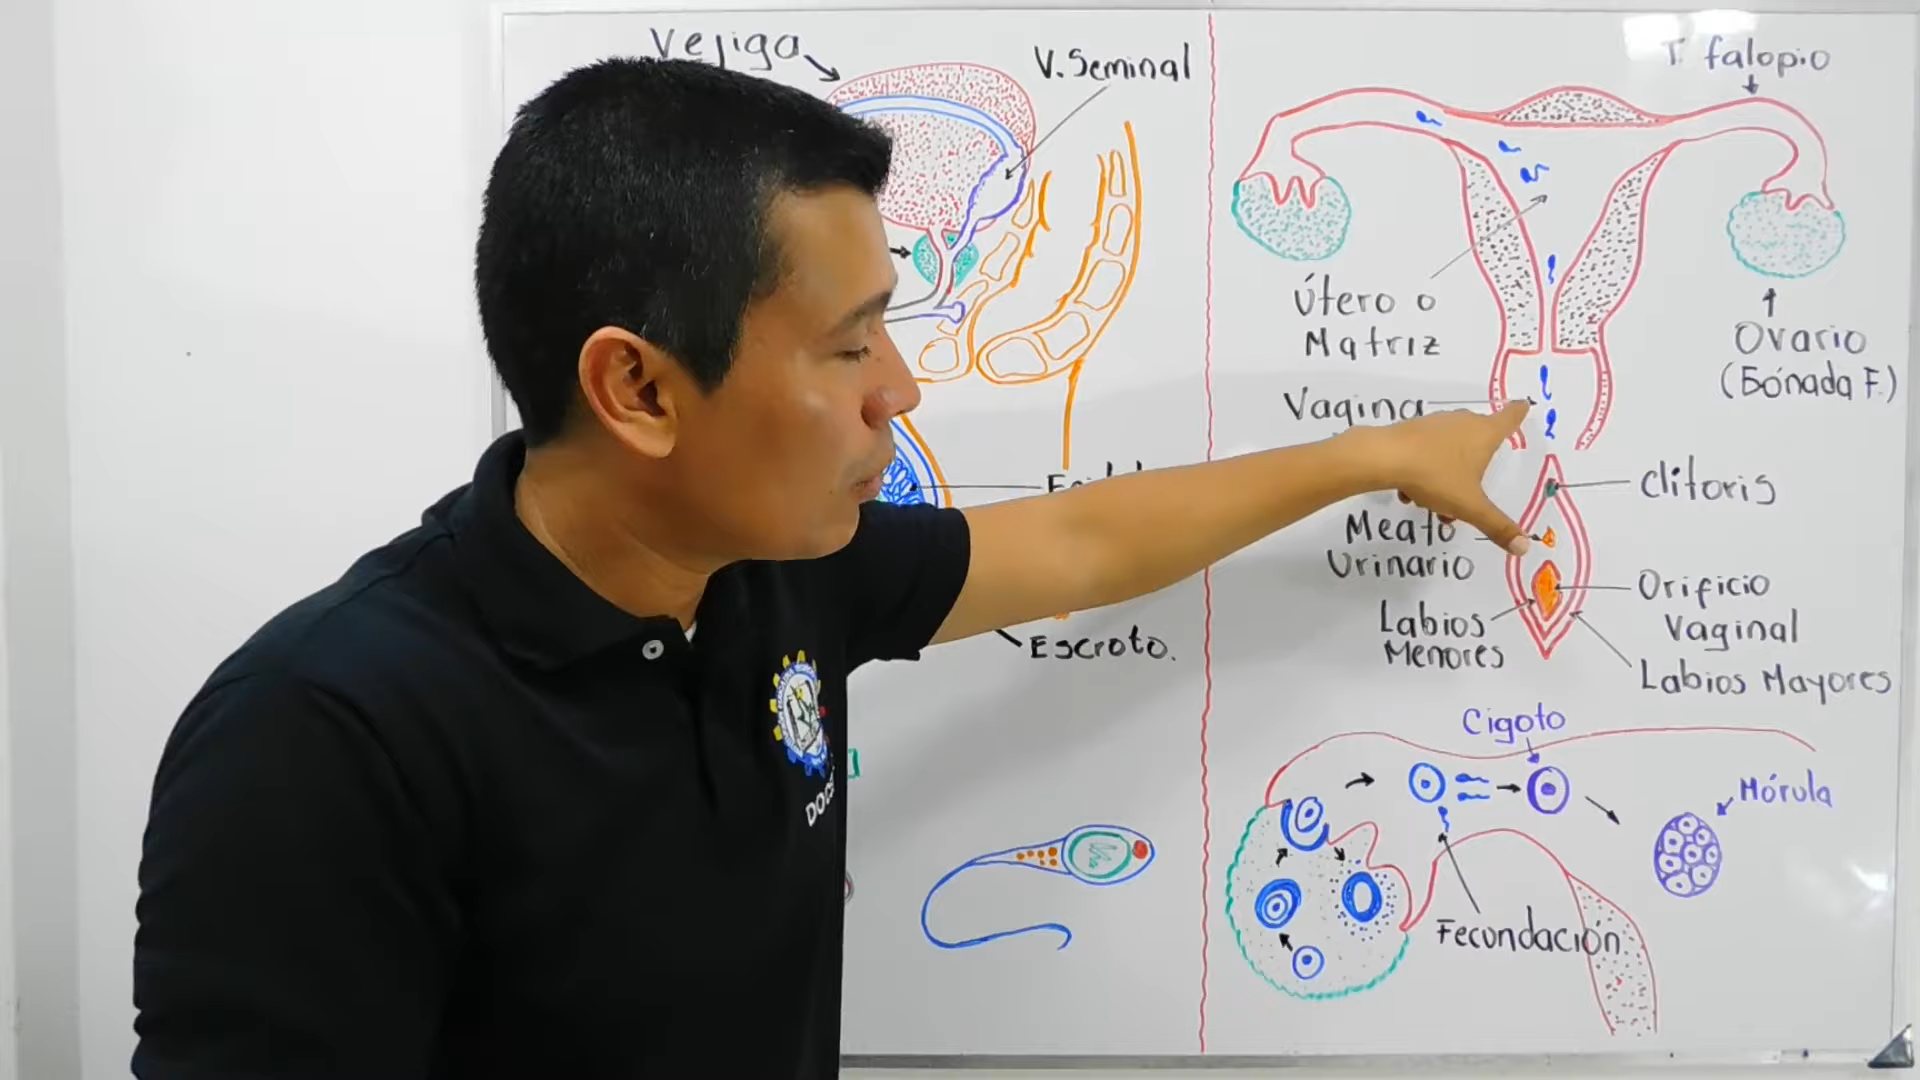 Vejiga
V. Seminal
Escroto.
T. falopio
Útero o
Matriz
Ovario
(Gónada F.)
Vagina
Clitoris
Meato
Urinario
Orificio
Vaginal
Labios
Menores
Labios Mayores
Cigoto
Mórula
Fecundación